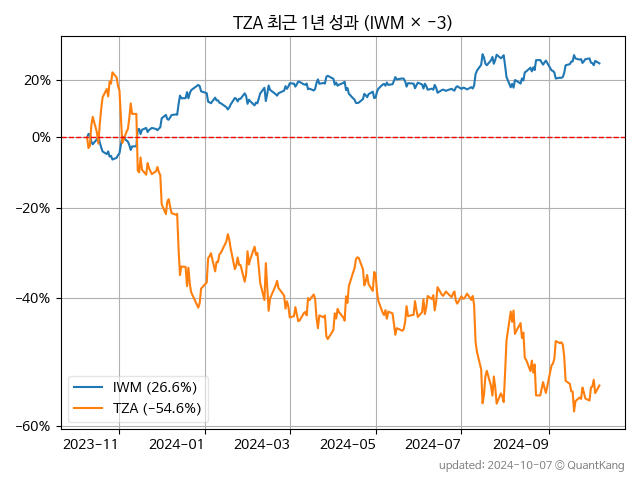 TZA 최근 1년 성과 (IWM × −3)
20%
0%
−20%
−40%
−60%
IWM (26.6%)
TZA (−54.6%)
2023-11
2024-01
2024-03
2024-05
2024-07
2024-09
updated: 2024-10-07 © QuantKang